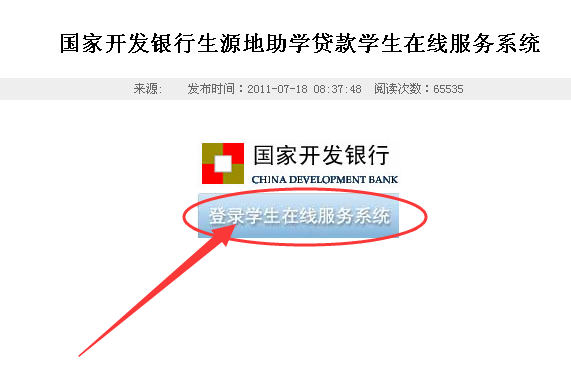 国家开发银行生源地助学贷款学生在线服务系统
来源: 发布时间：2011-07-18 08:37:48 阅读次数：65535
国家开发银行
CHINA DEVELOPMENT BANK
登录学生在线服务系统